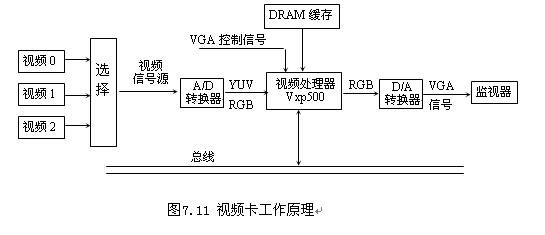 DRAM 缓存
VGA 控制信号
视频 0
视频 1
视频 2
选择
视频
信号源
A/D
转换器
YUV
RGB
视频处理器
Vxp500
RGB
D/A
转换器
VGA
信号
监视器
总线
图7.11 视频卡工作原理